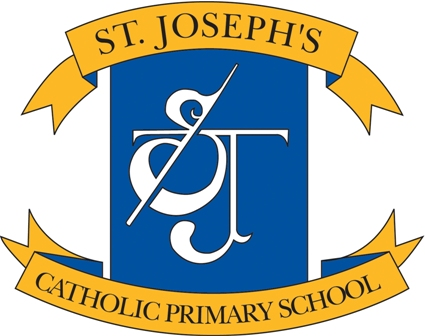 ST. JOSEPH'S
SJ
CATHOLIC PRIMARY SCHOOL